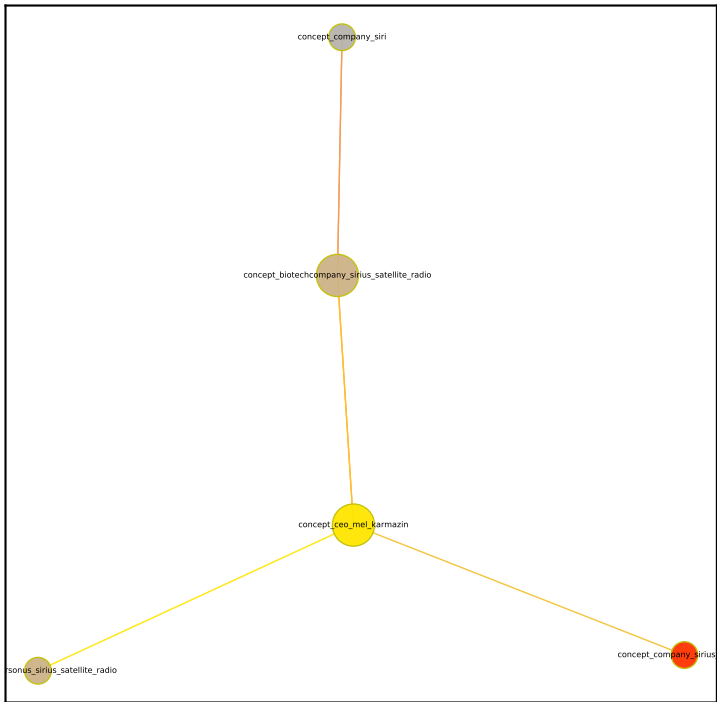 concept_company_siri
concept_biotechcompany_sirius_satellite_radio
concept_ceo_mel_karmazin
concept_company_sirius
rsonus_sirius_satellite_radio